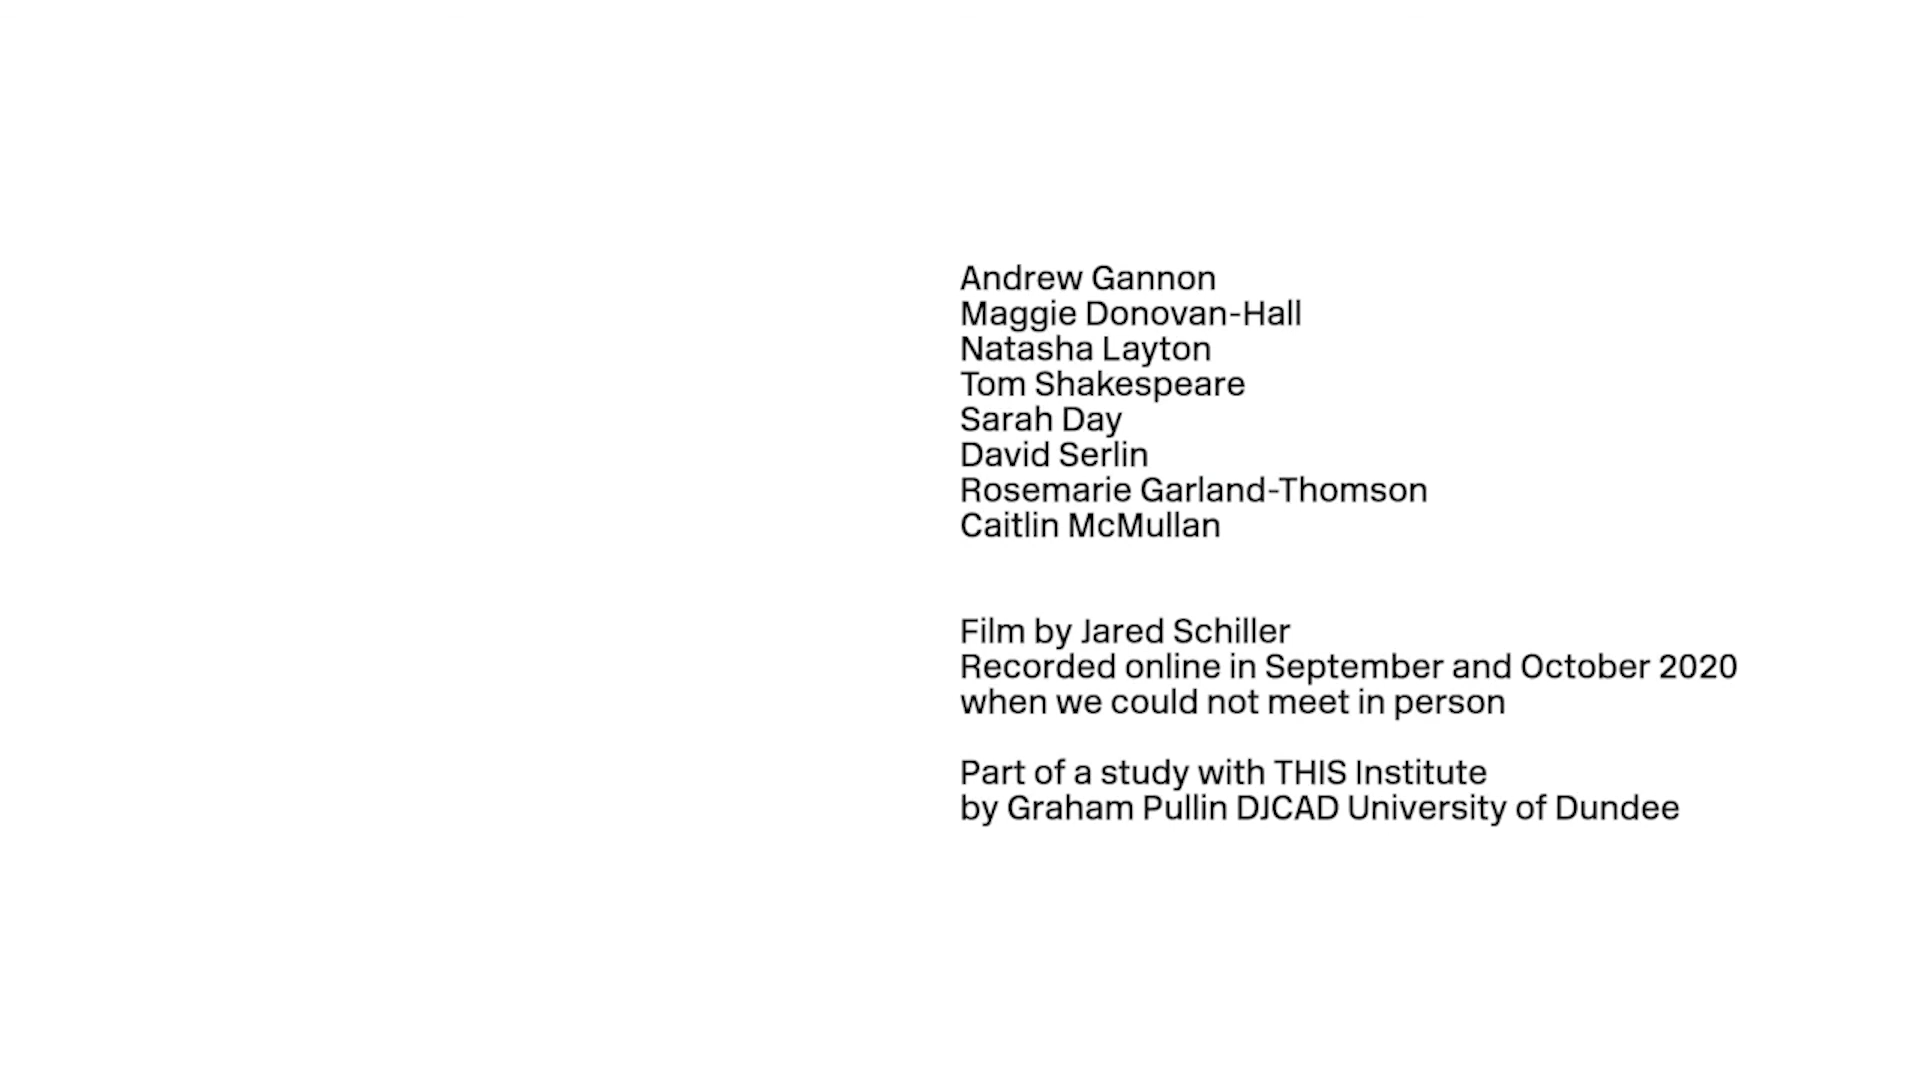 Andrew Gannon
Maggie Donovan-Hall
Natasha Layton
Tom Shakespeare
Sarah Day
David Serlin
Rosemarie Garland-Thomson
Caitlin McMullan
Film by Jared Schiller
Recorded online in September and October 2020
when we could not meet in person
Part of a study with THIS Institute
by Graham Pullin DJCAD University of Dundee